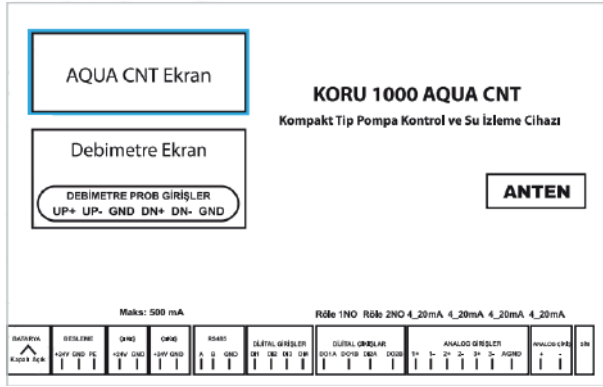 AQUA CNT Ekran
KORU 1000 AQUA CNT
Kompakt Tip Pompa Kontrol ve Su İzleme Cihazı
Debimetre Ekran
DEBİMETRE PROB GİRİŞLER
UP+ UP- GND DN+ DN- GND
ANTEN
Maks: 500 mA
Röle 1NO Röle 2NO 4_20mA 4_20mA 4_20mA 4_20mA
BATARYA
Kapalı Açık
BESLEME
+24V GND PE
(çıkış)
+24V GND
(çıkış)
+24V GND
RS485
A B GND
DİJİTAL GİRİŞLER
DI1 DI2 DI3 DI4
DİJİTAL ÇIKIŞLAR
DO1A DO1B DO2A DO2B
ANALOG GİRİŞLER
1+ 1- 2+ 2- 3+ 3- AGND
ANALOG ÇIKIŞ
+ -
SIM